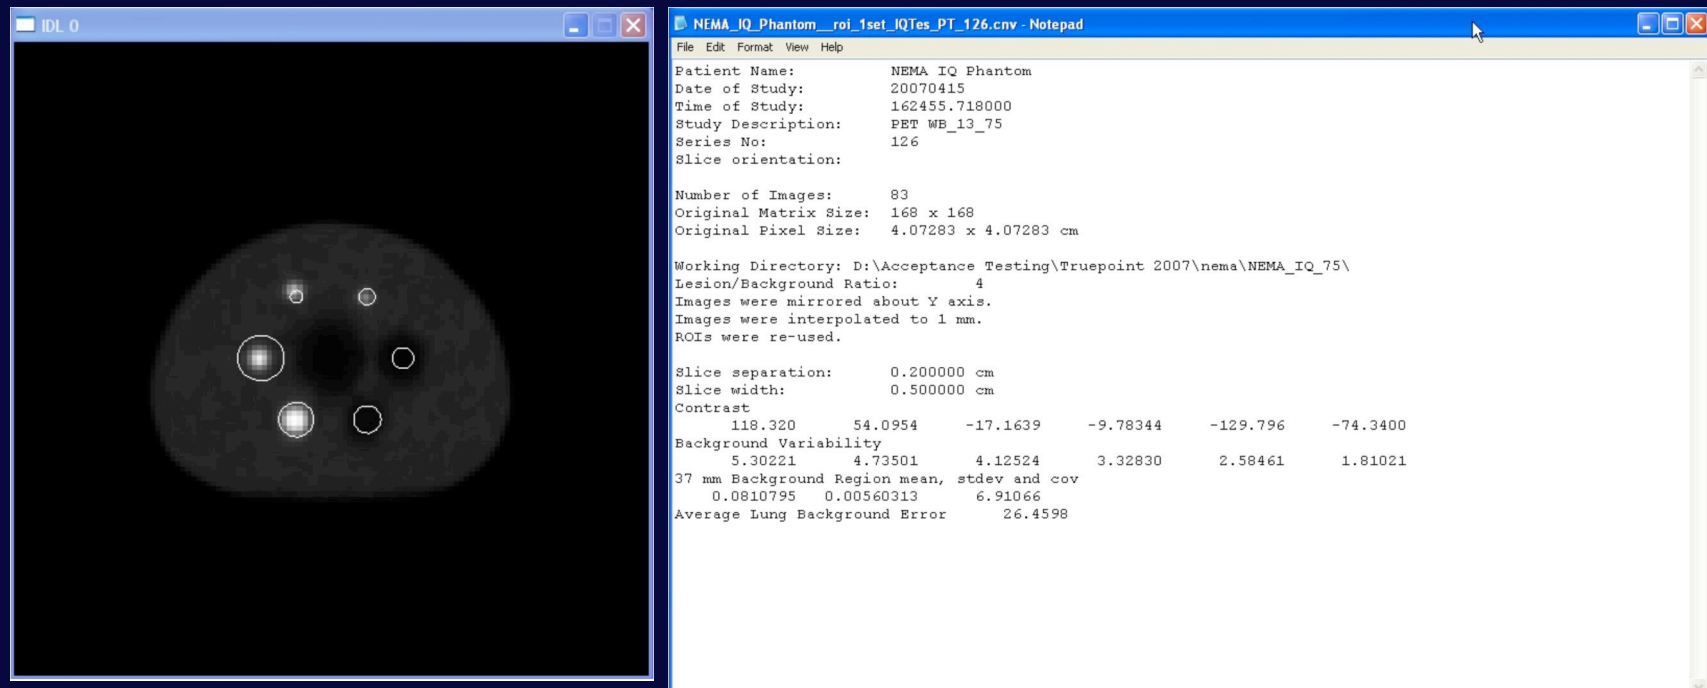 IDL 0
NEMA_IQ_Phantom__roi_1set_IQTes_PT_126.cnv - Notepad
File Edit Format View Help
Patient Name: NEMA IQ Phantom
Date of Study: 20070415
Time of Study: 162455.718000
Study Description: PET WB_13_75
Series No: 126
Slice orientation:
Number of Images: 83
Original Matrix Size: 168 x 168
Original Pixel Size: 4.07283 x 4.07283 cm
Working Directory: D:\Acceptance Testing\Truepoint 2007\nema\NEMA_IQ_75\
Lesion/Background Ratio: 4
Images were mirrored about Y axis.
Images were interpolated to 1 mm.
ROIs were re-used.
Slice separation: 0.200000 cm
Slice width: 0.500000 cm
Contrast
118.320 54.0954 -17.1639 -9.78344 -129.796 -74.3400
Background Variability
5.30221 4.73501 4.12524 3.32830 2.58461 1.81021
37 mm Background Region mean, stdev and cov
0.0810795 0.00560313 6.91066
Average Lung Background Error 26.4598